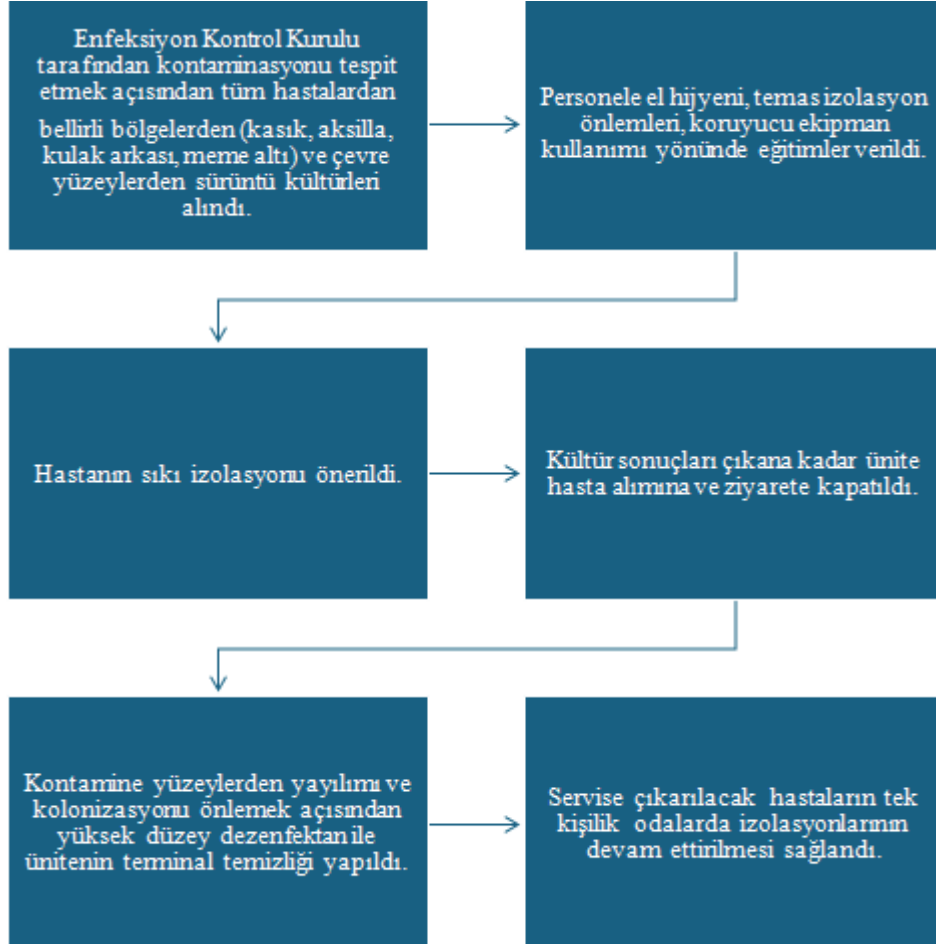 Enfeksiyon Kontrol Kurulu
tarafından kontaminasyonu tespit
etmek açısından tüm hastalardan
bellirli bölgelerden (kasık, aksilla,
kulak arkası, meme altı) ve çevre
yüzeylerden sürüntü kültürleri
alındı.
Personele el hijyeni, temas izolasyon
önlemleri, koruyucu ekipman
kullanımı yönünde eğitimler verildi.
Hastanın sıkı izolasyonu önerildi.
Kültür sonuçları çıkana kadar ünite
hasta alımına ve ziyarete kapatıldı.
Kontamine yüzeylerden yayılımı ve
kolonizasyonu önlemek açısından
yüksek düzey dezenfektan ile
ünitenin terminal temizliği yapıldı.
Servise çıkarılacak hastaların tek
kişilik odalarda izolasyonlarının
devam ettirilmesi sağlandı.